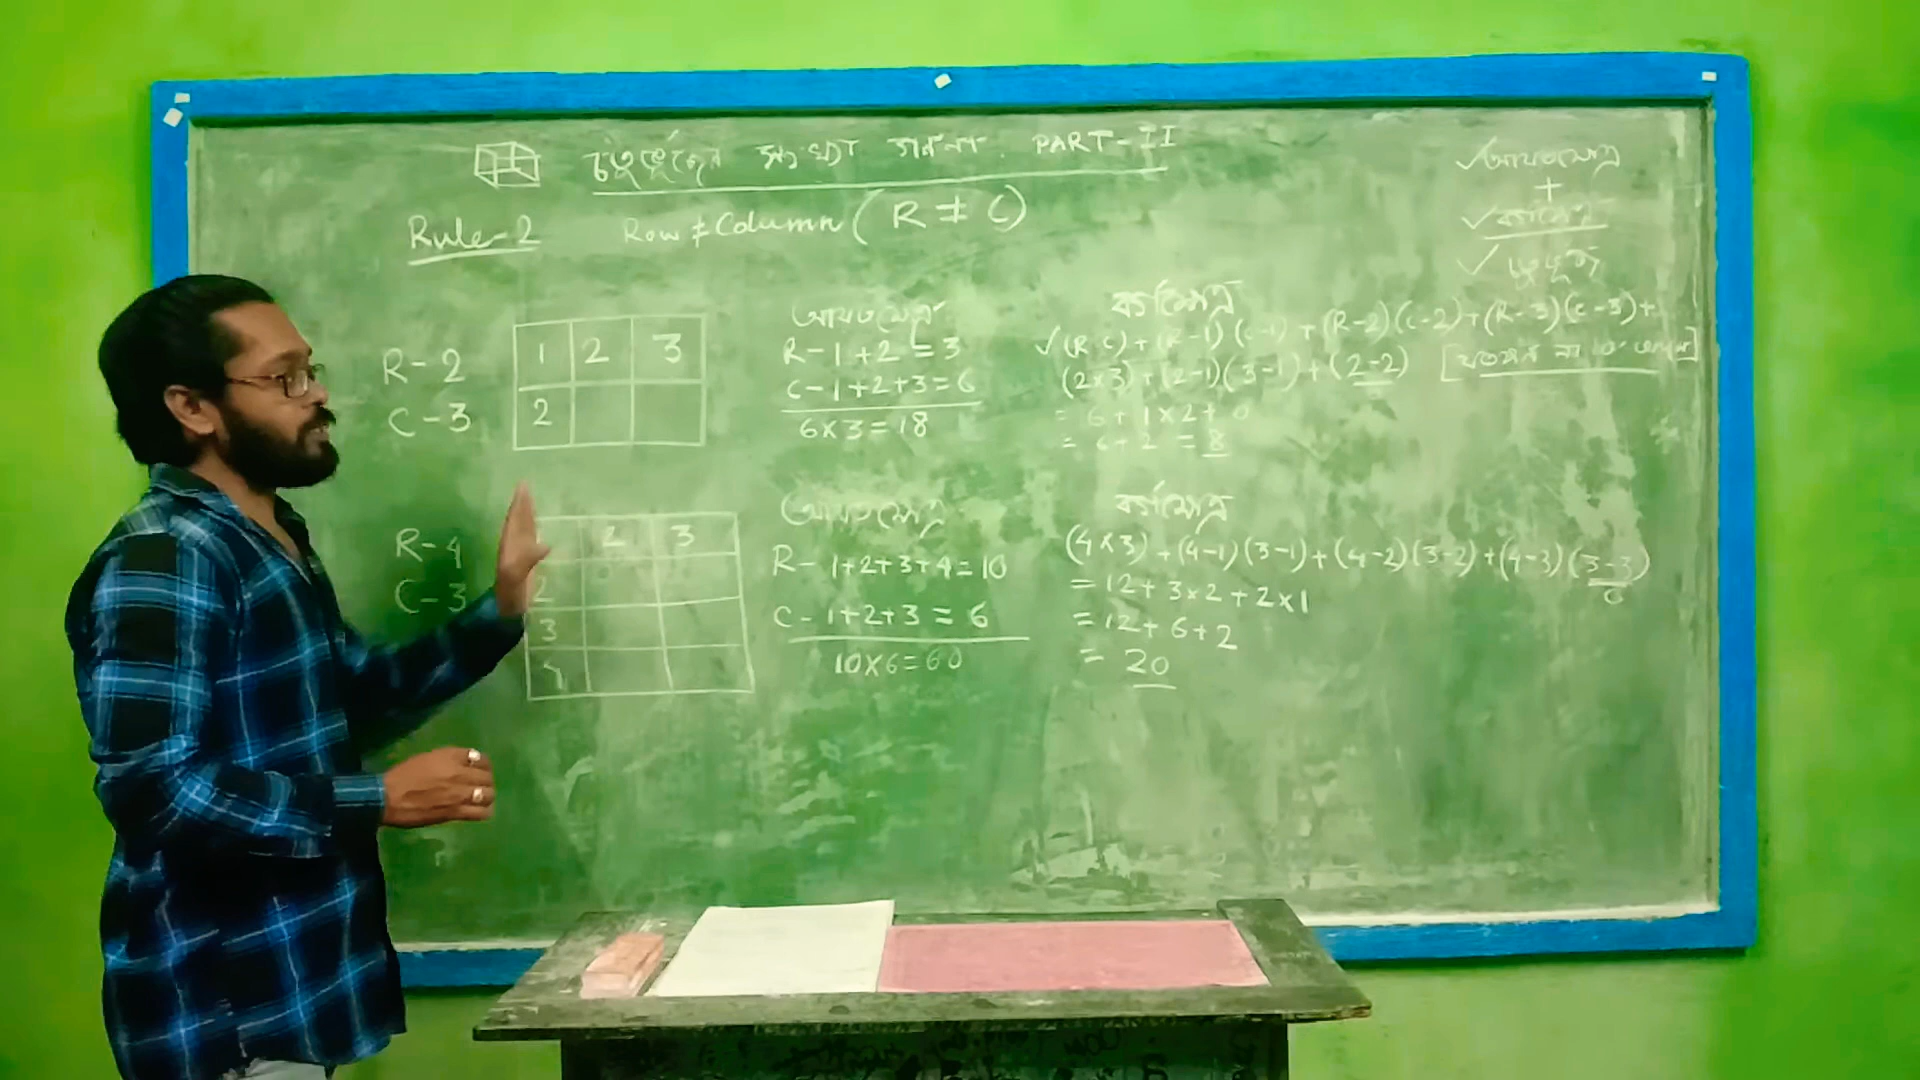 চতুর্ভুজের সংখ্যা গণনা. PART-II
Rule-2 Row ≠ Column (R ≠ C)
✓আয়তক্ষেত্র
+
✓বর্গক্ষেত্র
✓চতুর্ভুজ
R-2
C-3
1 2 3
2
আয়তক্ষেত্র
R-1+2=3
C-1+2+3=6
6×3=18
বর্গক্ষেত্র
✓(R.C)+(R-1)(C-1)+(R-2)(C-2)+(R-3)(C-3)+
(2×3)+(2-1)(3-1)+(2-2) [যতক্ষণ না '0' আসে]
= 6+1×2+0
= 6+2 = 8
R-4
C-3
2 3
2
3
4
আয়তক্ষেত্র
R-1+2+3+4=10
C-1+2+3=6
10×6=60
বর্গক্ষেত্র
(4×3)+(4-1)(3-1)+(4-2)(3-2)+(4-3)(3-3)
0
=12+3×2+2×1
=12+6+2
= 20